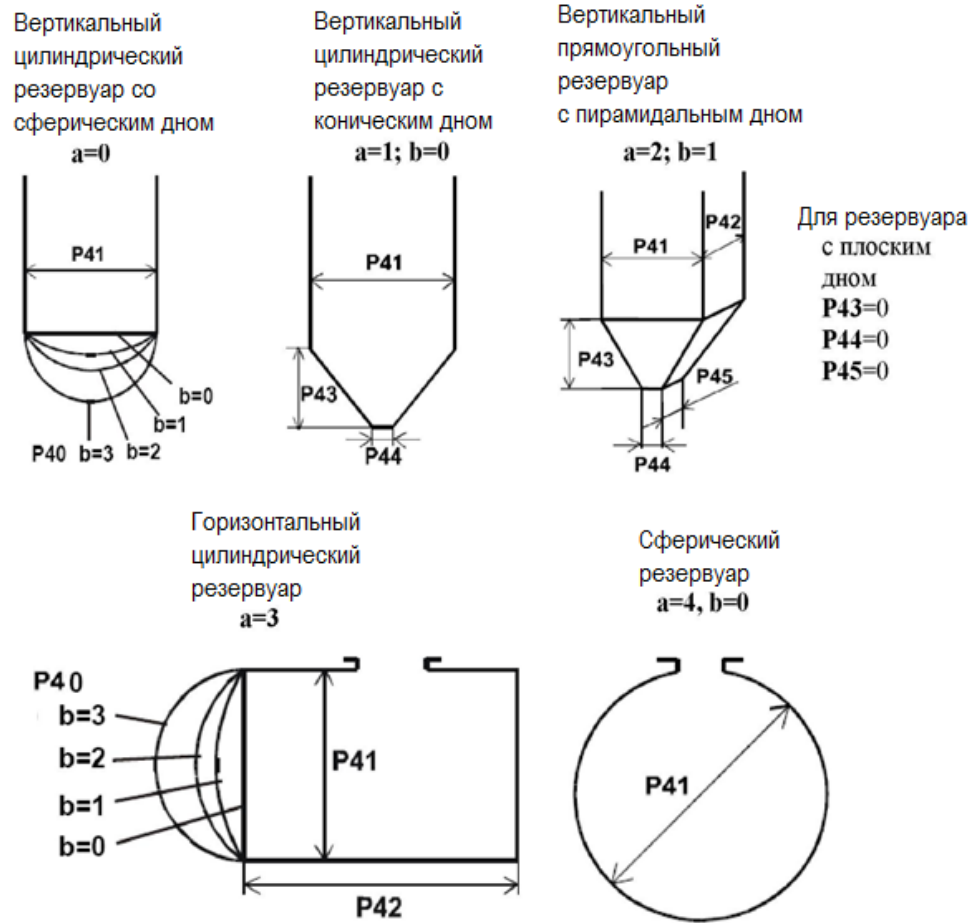 Вертикальный
цилиндрический
резервуар со
сферическим дном
a=0
P41
b=0
b=1
P40 b=3 b=2
Вертикальный
цилиндрический
резервуар с
коническим дном
a=1; b=0
P41
P43
P44
Вертикальный
прямоугольный
резервуар
с пирамидальным дном
a=2; b=1
P42
P41
P43
P45
P44
Для резервуара
с плоским
дном
P43=0
P44=0
P45=0
Горизонтальный
цилиндрический
резервуар
a=3
P40
b=3
b=2
b=1
b=0
P41
P42
Сферический
резервуар
a=4, b=0
P41